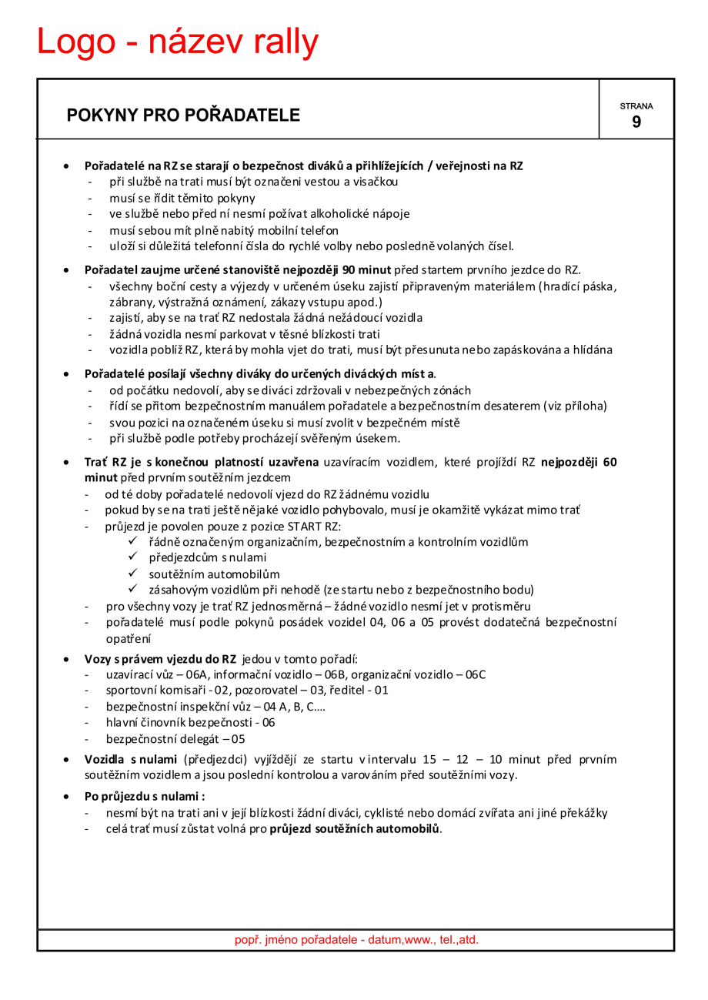 Logo - název rally
POKYNY PRO POŘADATELE
STRANA
9
• Pořadatelé na RZ se starají o bezpečnost diváků a přihlížejících / veřejnosti na RZ
- při službě na trati musí být označeni vestou a visačkou
- musí se řídit těmito pokyny
- ve službě nebo před ní nesmí požívat alkoholické nápoje
- musí sebou mít plně nabitý mobilní telefon
- uloží si důležitá telefonní čísla do rychlé volby nebo posledně volaných čísel.
• Pořadatel zaujme určené stanoviště nejpozději 90 minut před startem prvního jezdce do RZ.
- všechny boční cesty a výjezdy v určeném úseku zajistí připraveným materiálem (hradící páska,
zábrany, výstražná oznámení, zákazy vstupu apod.)
- zajistí, aby se na trať RZ nedostala žádná nežádoucí vozidla
- žádná vozidla nesmí parkovat v těsné blízkosti trati
- vozidla poblíž RZ, která by mohla vjet do trati, musí být přesunuta nebo zapáskována a hlídána
• Pořadatelé posílají všechny diváky do určených diváckých míst a.
- od počátku nedovolí, aby se diváci zdržovali v nebezpečných zónách
- řídí se přitom bezpečnostním manuálem pořadatele a bezpečnostním desaterem (viz příloha)
- svou pozici na označeném úseku si musí zvolit v bezpečném místě
- při službě podle potřeby procházejí svěřeným úsekem.
• Trať RZ je s konečnou platností uzavřena uzavíracím vozidlem, které projíždí RZ nejpozději 60
minut před prvním soutěžním jezdcem
- od té doby pořadatelé nedovolí vjezd do RZ žádnému vozidlu
- pokud by se na trati ještě nějaké vozidlo pohybovalo, musí je okamžitě vykázat mimo trať
- průjezd je povolen pouze z pozice START RZ:
✓ řádně označeným organizačním, bezpečnostním a kontrolním vozidlům
✓ předjezdcům s nulami
✓ soutěžním automobilům
✓ zásahovým vozidlům při nehodě (ze startu nebo z bezpečnostního bodu)
- pro všechny vozy je trať RZ jednosměrná – žádné vozidlo nesmí jet v protisměru
- pořadatelé musí podle pokynů posádek vozidel 04, 06 a 05 provést dodatečná bezpečnostní
opatření
• Vozy s právem vjezdu do RZ jedou v tomto pořadí:
- uzavírací vůz – 06A, informační vozidlo – 06B, organizační vozidlo – 06C
- sportovní komisaři - 02, pozorovatel – 03, ředitel - 01
- bezpečnostní inspekční vůz – 04 A, B, C….
- hlavní činovník bezpečnosti - 06
- bezpečnostní delegát – 05
• Vozidla s nulami (předjezdci) vyjíždějí ze startu v intervalu 15 – 12 – 10 minut před prvním
soutěžním vozidlem a jsou poslední kontrolou a varováním před soutěžními vozy.
• Po průjezdu s nulami :
- nesmí být na trati ani v její blízkosti žádní diváci, cyklisté nebo domácí zvířata ani jiné překážky
- celá trať musí zůstat volná pro průjezd soutěžních automobilů.
popř. jméno pořadatele - datum,www., tel.,atd.